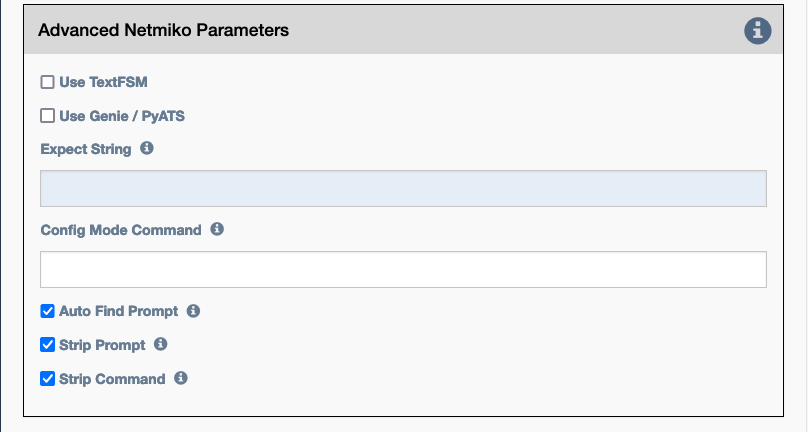 Advanced Netmiko Parameters
Use TextFSM
Use Genie / PyATS
Expect String
Config Mode Command
Auto Find Prompt
Strip Prompt
Strip Command